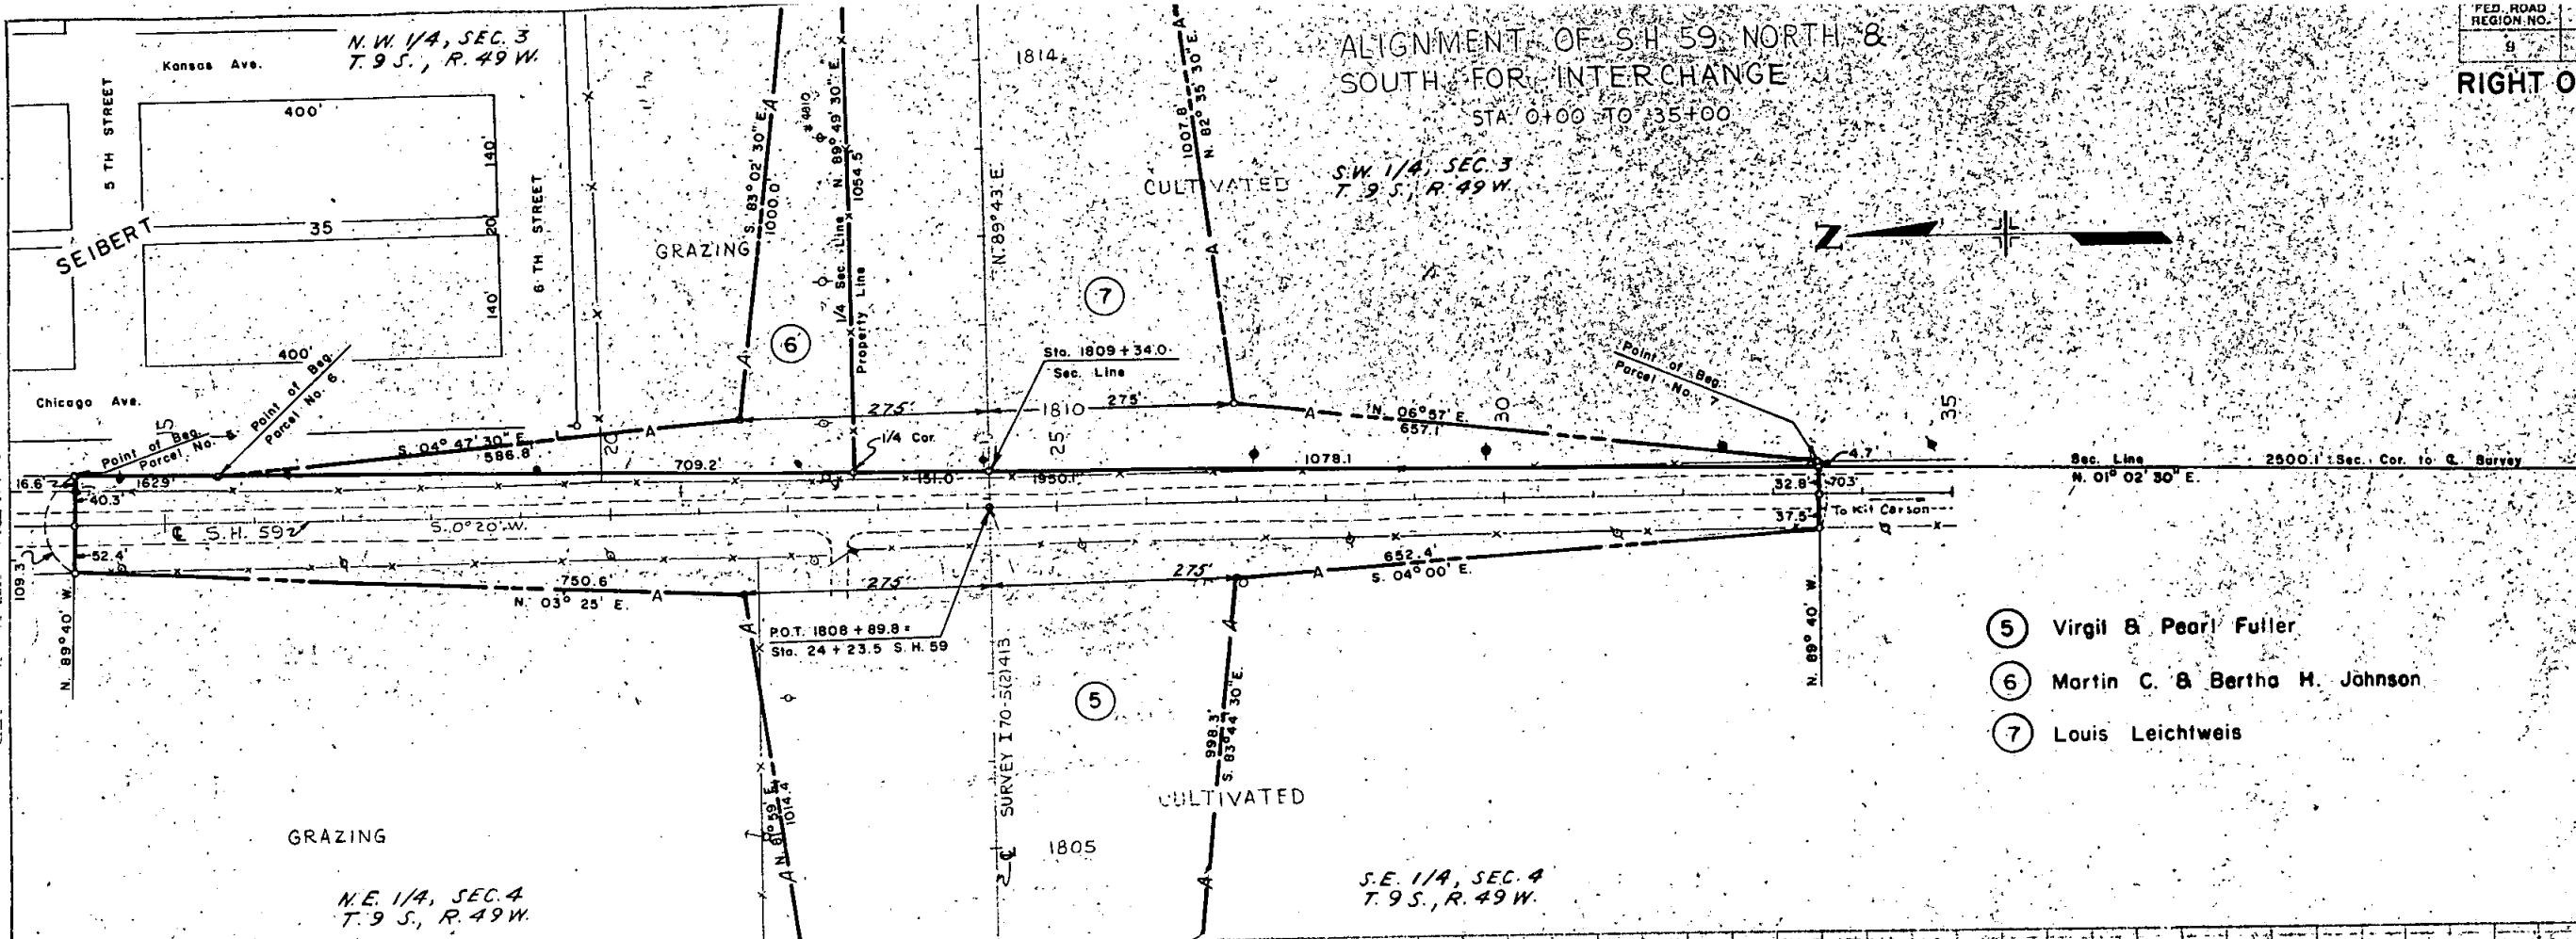 ALIGNMENT OF S H 59 NORTH &
SOUTH FOR INTERCHANGE
STA. 0+00 TO 35+00
FED. ROAD
REGION NO.
9
RIGHT O
N. W. 1/4, SEC. 3
T. 9 S., R. 49 W.
Kansas Ave.
5 TH STREET
400'
140'
35
20'
SEIBERT
6 TH STREET
140'
400'
Chicago Ave.
15
Point of Beg.
Parcel No. 6
Point of Beg.
Parcel No.
S. 04° 47' 30" E.
586.8'
20
GRAZING
S. 83° 02' 30" E.
1000.0'
6
1/4 Sec. Line N. 89° 49' 30" E.
Property Line 1054.5'
1814
N. 89° 43' E.
CULTIVATED
1107.8'
N. 82° 35' 30" E.
S.W. 1/4, SEC. 3
T. 9 S., R. 49 W.
Z
7
Sta. 1809 + 34.0
Sec. Line
275'
1810
275'
25
1/4 Cor.
N. 06° 57' E.
657.1'
30
Point of Beg.
Parcel No. 7
35
4.7'
16.6'
162.9'
40.3'
709.2'
151.0'
1950.1'
1078.1
32.8'
70.3'
Sec. Line
N. 01° 02' 30" E.
2500.1' Sec. Cor. to ℄ Survey
℄ S.H. 59
S. 0° 20' W.
To Kit Carson
37.5'
52.4'
109.3'
750.6'
N. 03° 25' E.
275'
275'
652.4'
S. 04° 00' E.
N. 89° 40' W.
N. 89° 40' W.
P.O.T. 1808 + 89.8 =
Sta. 24 + 23.5 S. H. 59
SURVEY I 70-5(2)413
5
998.3'
S. 83° 44' 30" E.
N. 81° 59' E.
1014.4
CULTIVATED
GRAZING
℄
1805
N.E. 1/4, SEC. 4
T. 9 S., R. 49 W.
S.E. 1/4, SEC. 4
T. 9 S., R. 49 W.
5 Virgil & Pearl Fuller
6 Martin C. & Bertha H. Johnson
7 Louis Leichtweis